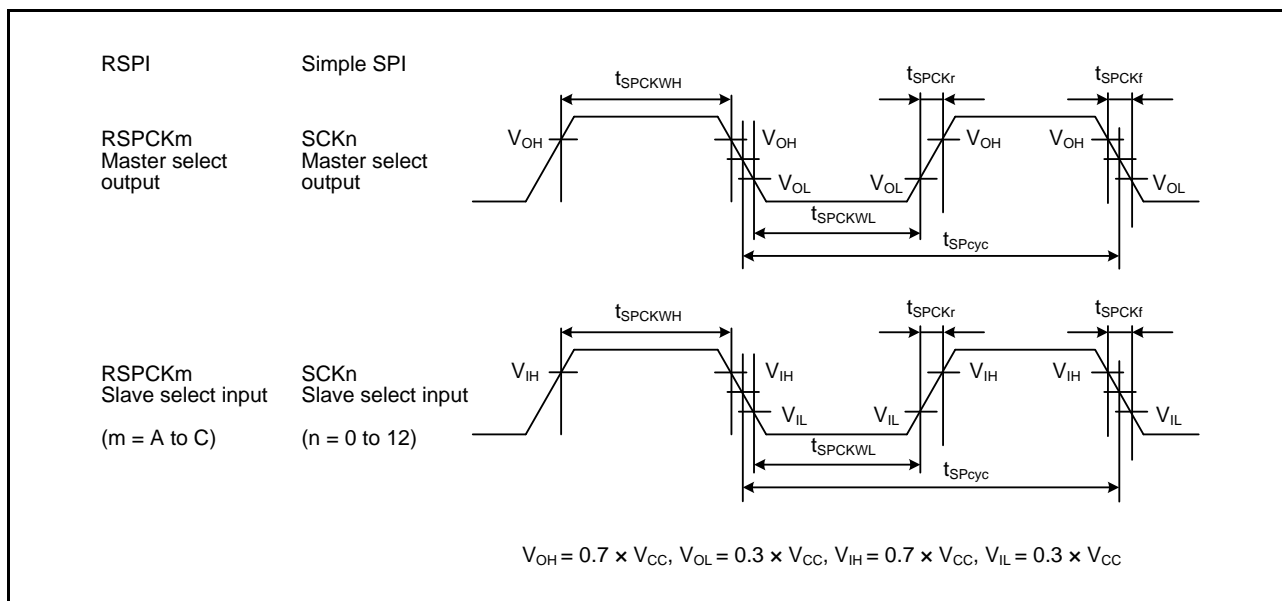 RSPI Simple SPI
tSPCKWH tSPCKr tSPCKf
RSPCKm SCKn VOH VOH VOH VOH
Master select Master select
output output
VOL VOL VOL
tSPCKWL
tSPcyc
tSPCKWH tSPCKr tSPCKf
RSPCKm SCKn VIH VIH VIH VIH
Slave select input Slave select input
VIL VIL VIL
(m = A to C) (n = 0 to 12)
tSPCKWL
tSPcyc
VOH = 0.7 × VCC, VOL = 0.3 × VCC, VIH = 0.7 × VCC, VIL = 0.3 × VCC